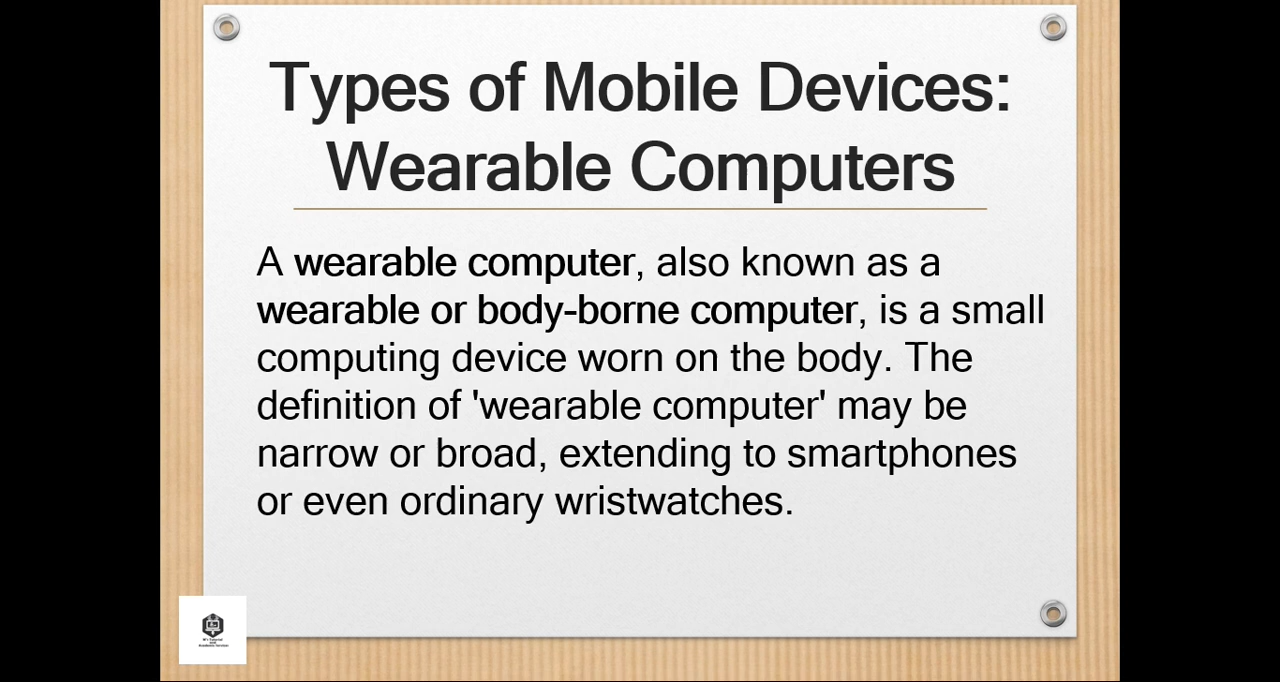 Types of Mobile Devices:
Wearable Computers
A wearable computer, also known as a
wearable or body-borne computer, is a small
computing device worn on the body. The
definition of 'wearable computer' may be
narrow or broad, extending to smartphones
or even ordinary wristwatches.